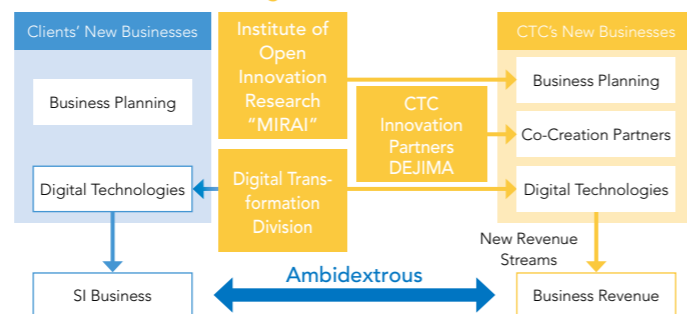 Clients’ New Businesses
Business Planning
Digital Technologies
SI Business
Institute of
Open
Innovation
Research
“MIRAI”
CTC
Innovation
Partners
DEJIMA
Digital Trans-
formation
Division
CTC’s New Businesses
Business Planning
Co-Creation Partners
Digital Technologies
New Revenue
Streams
Ambidextrous
Business Revenue